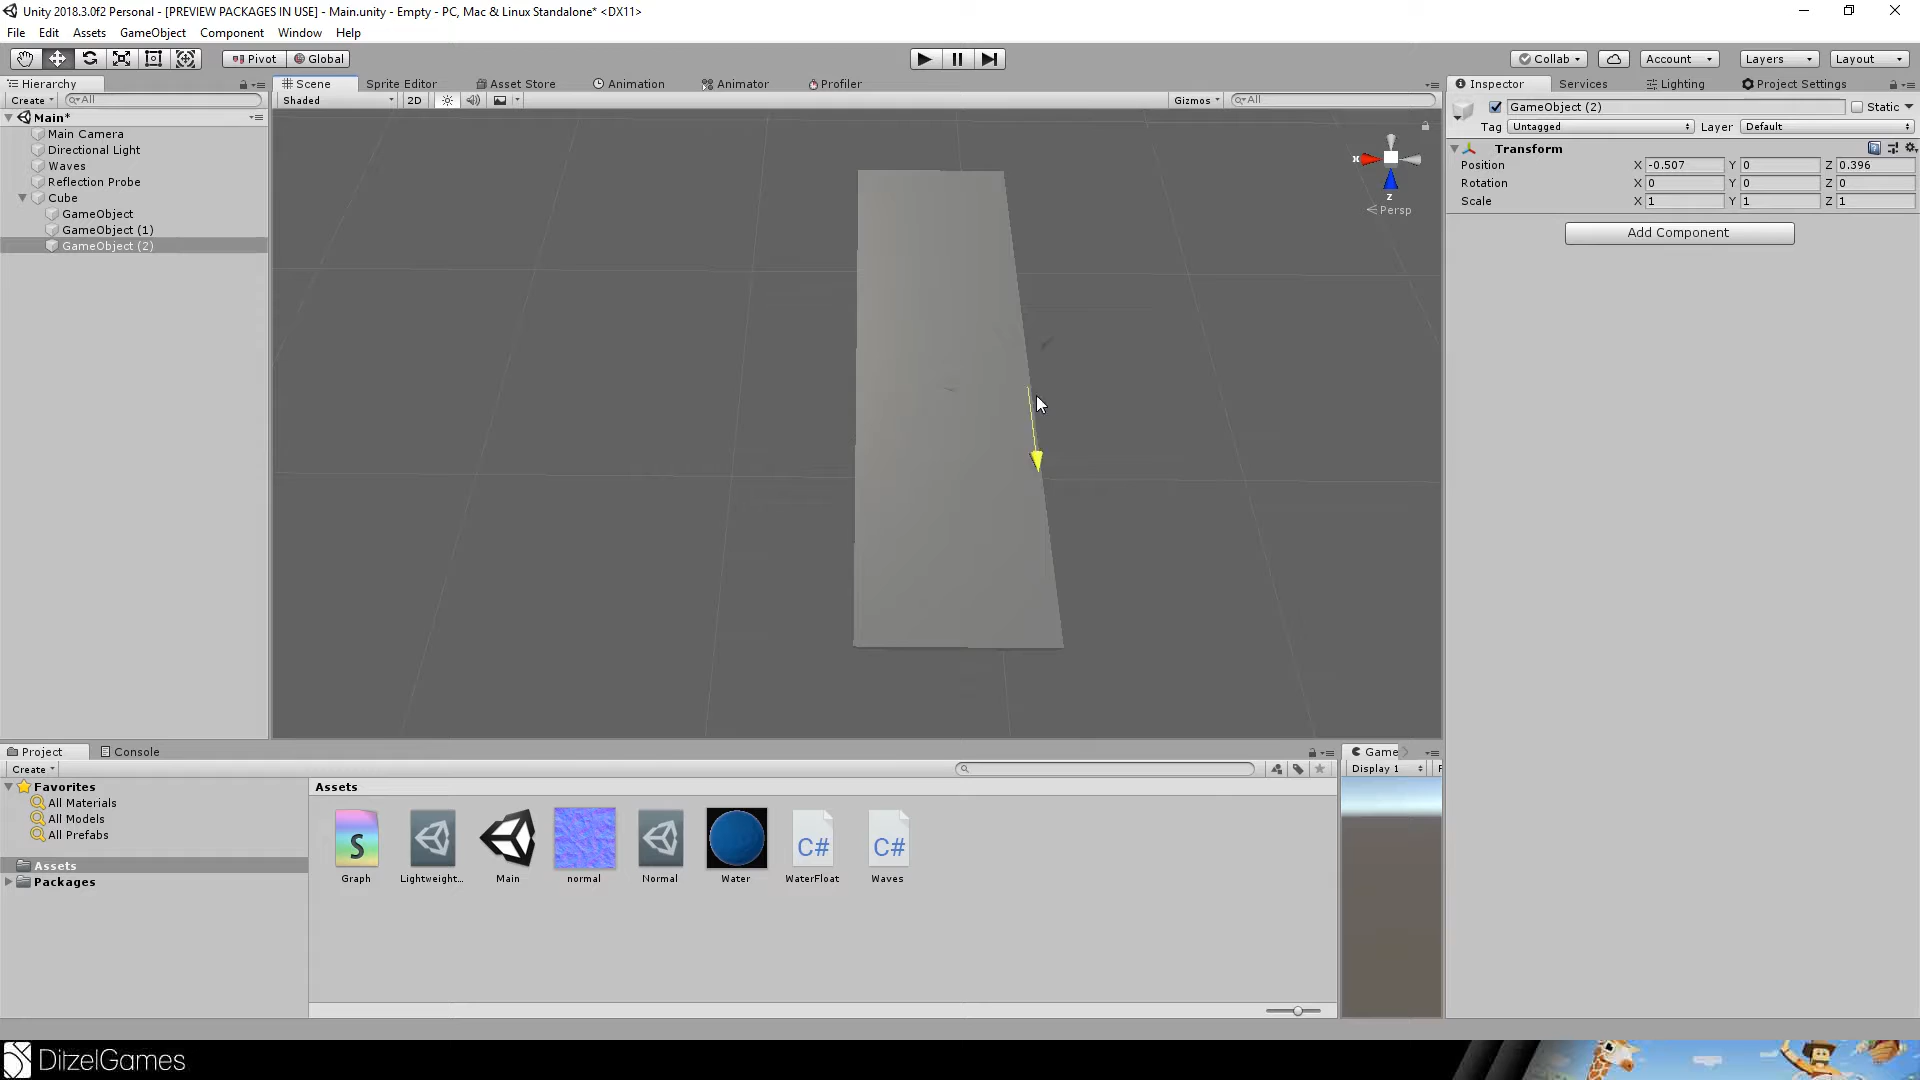 Unity 2018.3.0f2 Personal - [PREVIEW PACKAGES IN USE] - Main.unity - Empty - PC, Mac & Linux Standalone* <DX11>
File Edit Assets GameObject Component Window Help
Pivot Global Collab Account Layers Layout
Hierarchy
Create All
Main*
Main Camera
Directional Light
Waves
Reflection Probe
Cube
GameObject
GameObject (1)
GameObject (2)
Scene Sprite Editor Asset Store Animation Animator Profiler
Shaded 2D Gizmos All
x
z
Persp
Inspector Services Lighting Project Settings
GameObject (2) Static
Tag Untagged Layer Default
Transform
Position X -0.507 Y 0 Z 0.396
Rotation X 0 Y 0 Z 0
Scale X 1 Y 1 Z 1
Add Component
Project Console
Create
Favorites
All Materials
All Models
All Prefabs
Assets
Packages
Assets
S C# C#
Graph Lightweight... Main normal Normal Water WaterFloat Waves
Game
Display 1 F
DitzelGames